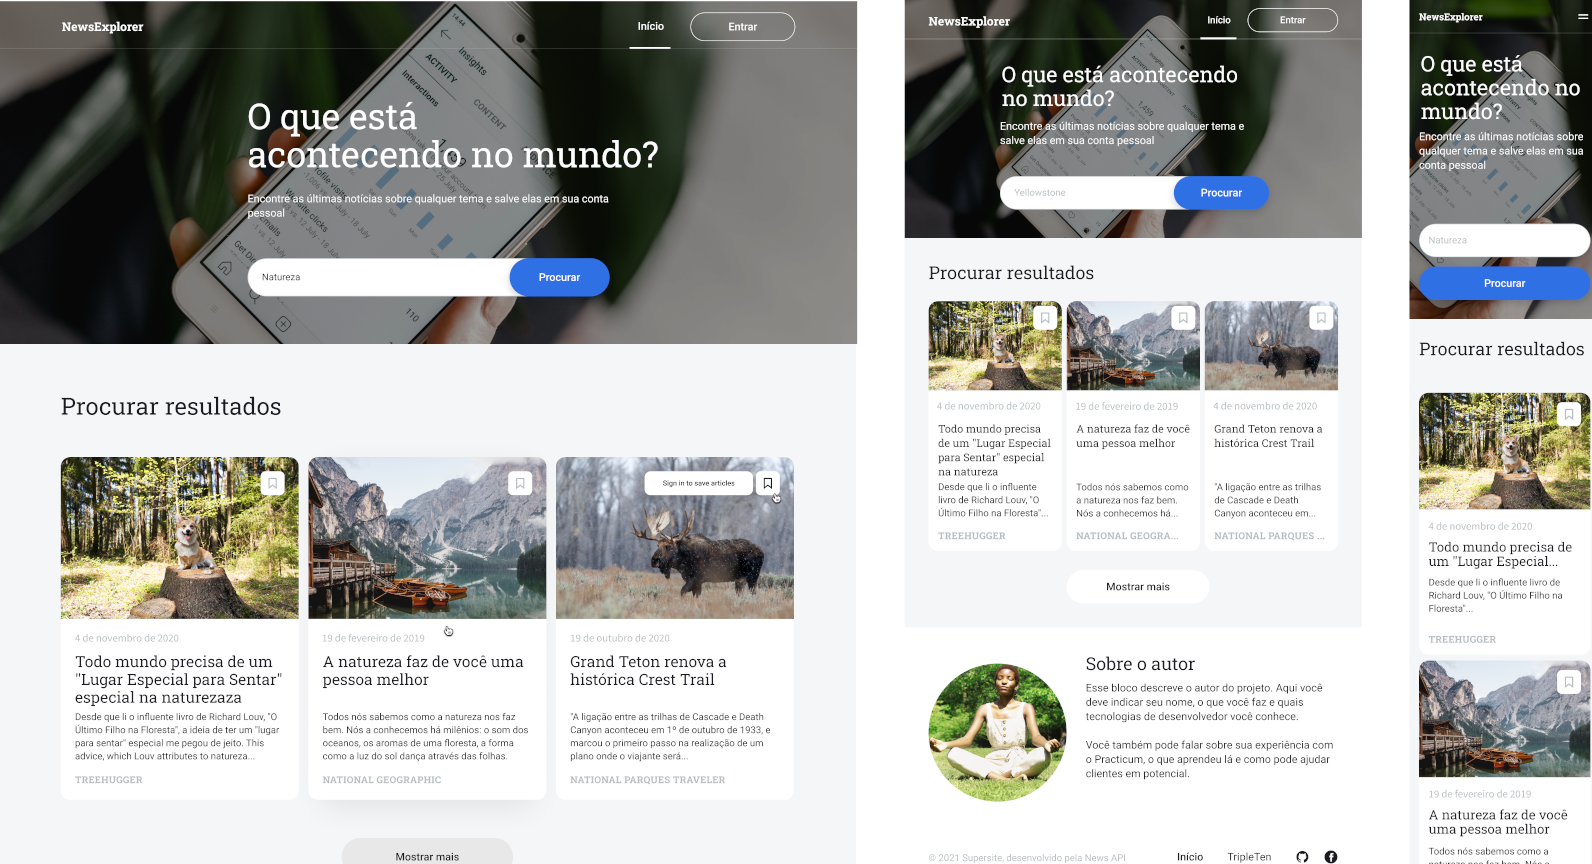 NewsExplorer
Início
Entrar
O que está
acontecendo no mundo?
Encontre as últimas notícias sobre qualquer tema e salve elas em sua conta
pessoal
Natureza
Procurar
Insights
ACTIVITY
Interactions
CONTENT
110
Procurar resultados
Sign in to save articles
4 de novembro de 2020
Todo mundo precisa de um
"Lugar Especial para Sentar"
especial na naturezaza
Desde que li o influente livro de Richard Louv, "O
Último Filho na Floresta", a ideia de ter um "lugar
para sentar" especial me pegou de jeito. This
advice, which Louv attributes to natureza...
TREEHUGGER
19 de fevereiro de 2019
A natureza faz de você uma
pessoa melhor
Todos nós sabemos como a natureza nos faz
bem. Nós a conhecemos há milênios: o som dos
oceanos, os aromas de uma floresta, a forma
como a luz do sol dança através das folhas.
NATIONAL GEOGRAPHIC
19 de outubro de 2020
Grand Teton renova a
histórica Crest Trail
"A ligação entre as trilhas de Cascade e Death
Canyon aconteceu em 1º de outubro de 1933, e
marcou o primeiro passo na realização de um
plano onde o viajante será...
NATIONAL PARQUES TRAVELER
Mostrar mais
NewsExplorer
Início
Entrar
O que está acontecendo
no mundo?
Encontre as últimas notícias sobre qualquer tema e
salve elas em sua conta pessoal
Yellowstone
Procurar
Procurar resultados
4 de novembro de 2020
Todo mundo precisa
de um "Lugar Especial
para Sentar" especial
na natureza
Desde que li o influente
livro de Richard Louv, "O
Último Filho na Floresta"...
TREEHUGGER
19 de fevereiro de 2019
A natureza faz de você
uma pessoa melhor
Todos nós sabemos como
a natureza nos faz bem.
Nós a conhecemos há...
NATIONAL GEOGRA...
4 de novembro de 2020
Grand Teton renova a
histórica Crest Trail
"A ligação entre as trilhas
de Cascade e Death
Canyon aconteceu em...
NATIONAL PARQUES ...
Mostrar mais
Sobre o autor
Esse bloco descreve o autor do projeto. Aqui você
deve indicar seu nome, o que você faz e quais
tecnologias de desenvolvedor você conhece.
Você também pode falar sobre sua experiência com
o Practicum, o que aprendeu lá e como pode ajudar
clientes em potencial.
© 2021 Supersite, desenvolvido pela News API
Início
TripleTen
NewsExplorer
O que está
acontecendo no
mundo?
Encontre as últimas notícias sobre
qualquer tema e salve elas em sua
conta pessoal
Natureza
Procurar
Procurar resultados
4 de novembro de 2020
Todo mundo precisa de
um "Lugar Especial...
Desde que li o influente livro de
Richard Louv, "O Último Filho na
Floresta"...
TREEHUGGER
19 de fevereiro de 2019
A natureza faz de você
uma pessoa melhor
Todos nós sabemos como a